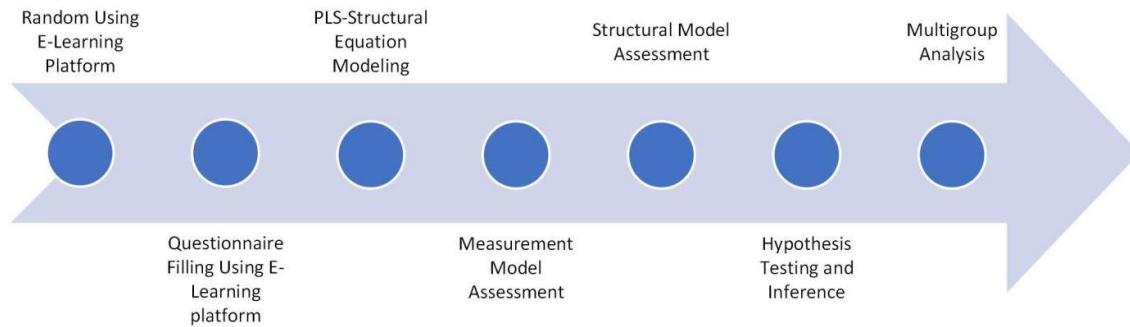 Random Using
E-Learning
Platform
PLS-Structural
Equation
Modeling
Structural Model
Assessment
Multigroup
Analysis
Questionnaire
Filling Using E-
Learning
platform
Measurement
Model
Assessment
Hypothesis
Testing and
Inference